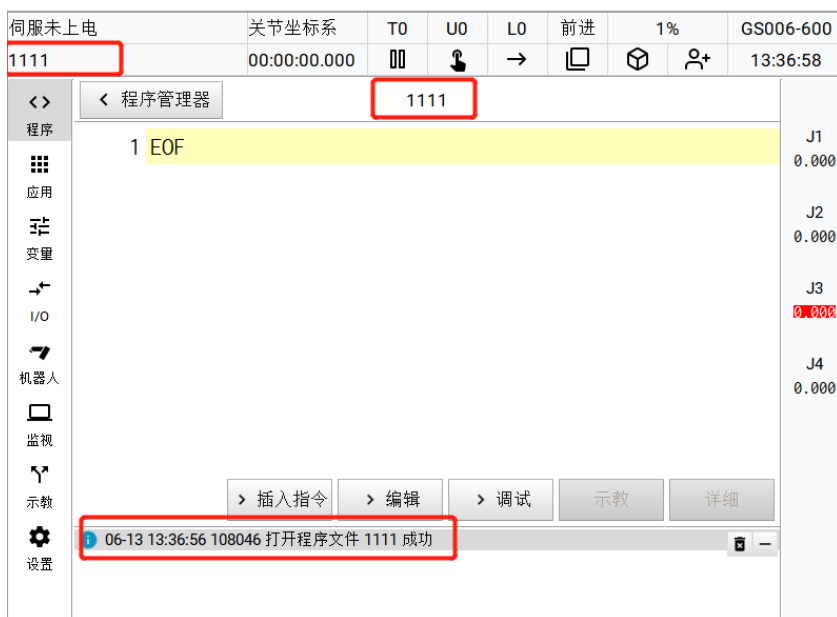 伺服未上电 关节坐标系 T0 U0 L0 前进 1% GS006-600
1111 00:00:00.000 13:36:58
程序管理器 1111
程序
1 EOF
应用
变量
I/O
机器人
监视
示教
设置
J1
0.000
J2
0.000
J3
0.000
J4
0.000
插入指令 编辑 调试 示教 详细
06-13 13:36:56 108046 打开程序文件 1111 成功